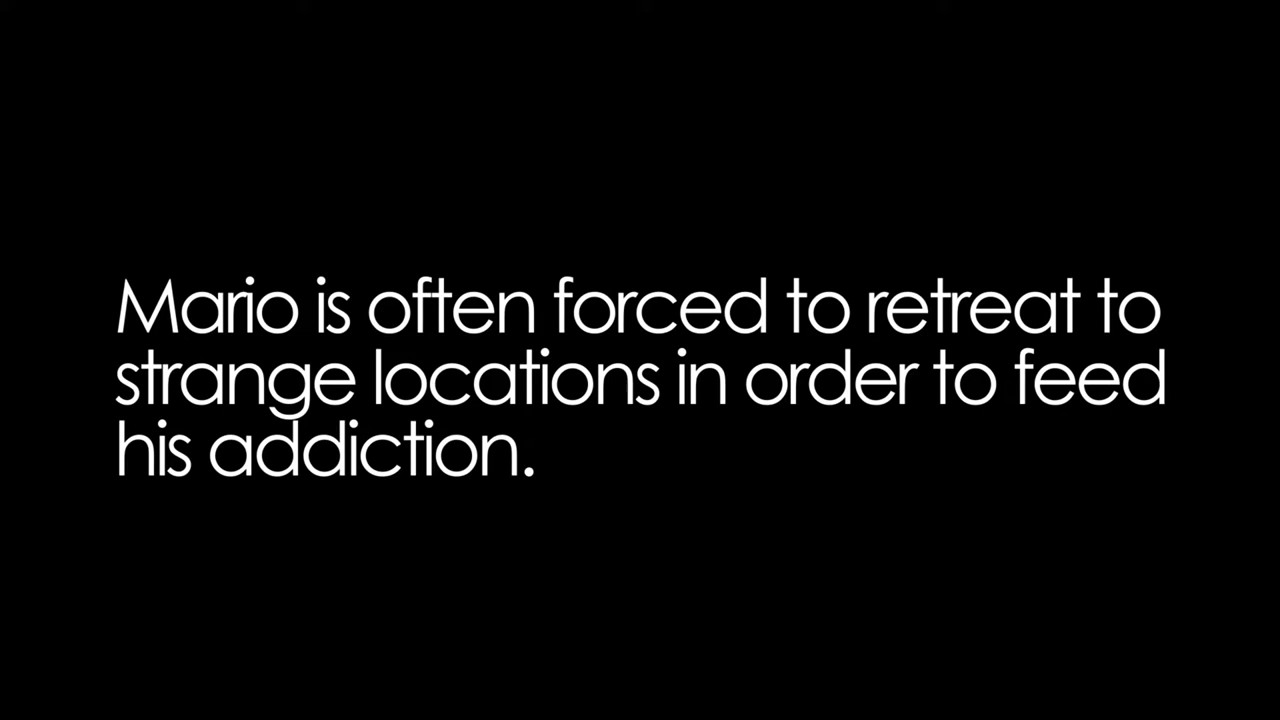 Mario is often forced to retreat to
strange locations in order to feed
his addiction.